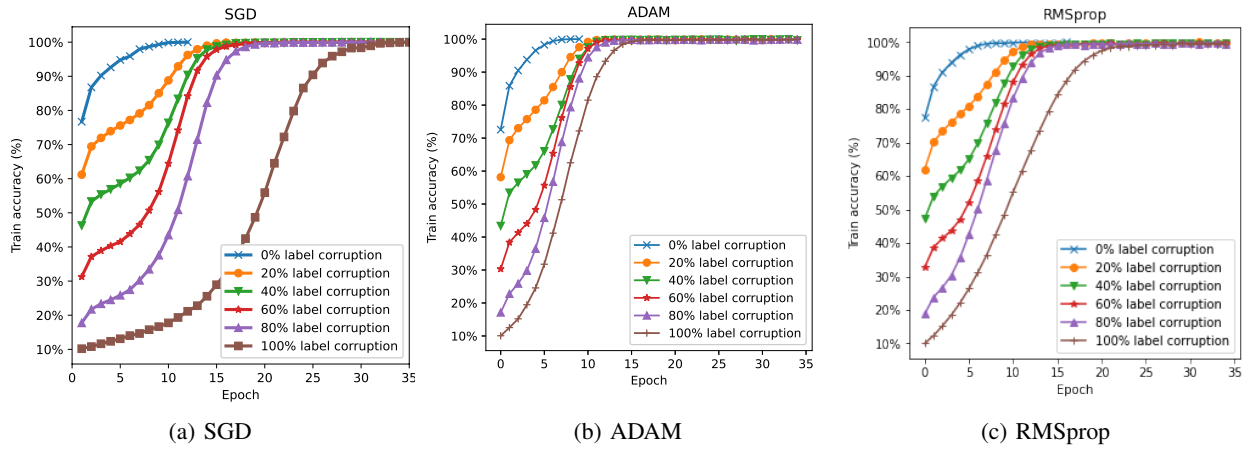 SGD
100%
90%
80%
70%
60%
50%
40%
30%
20%
10%
Train accuracy (%)
0 5 10 15 20 25 30 35
Epoch
0% label corruption
20% label corruption
40% label corruption
60% label corruption
80% label corruption
100% label corruption
(a) SGD
ADAM
100%
90%
80%
70%
60%
50%
40%
30%
20%
10%
Train accuracy (%)
0 5 10 15 20 25 30 35
Epoch
0% label corruption
20% label corruption
40% label corruption
60% label corruption
80% label corruption
100% label corruption
(b) ADAM
RMSprop
100%
90%
80%
70%
60%
50%
40%
30%
20%
10%
Train accuracy (%)
0 5 10 15 20 25 30 35
Epoch
0% label corruption
20% label corruption
40% label corruption
60% label corruption
80% label corruption
100% label corruption
(c) RMSprop